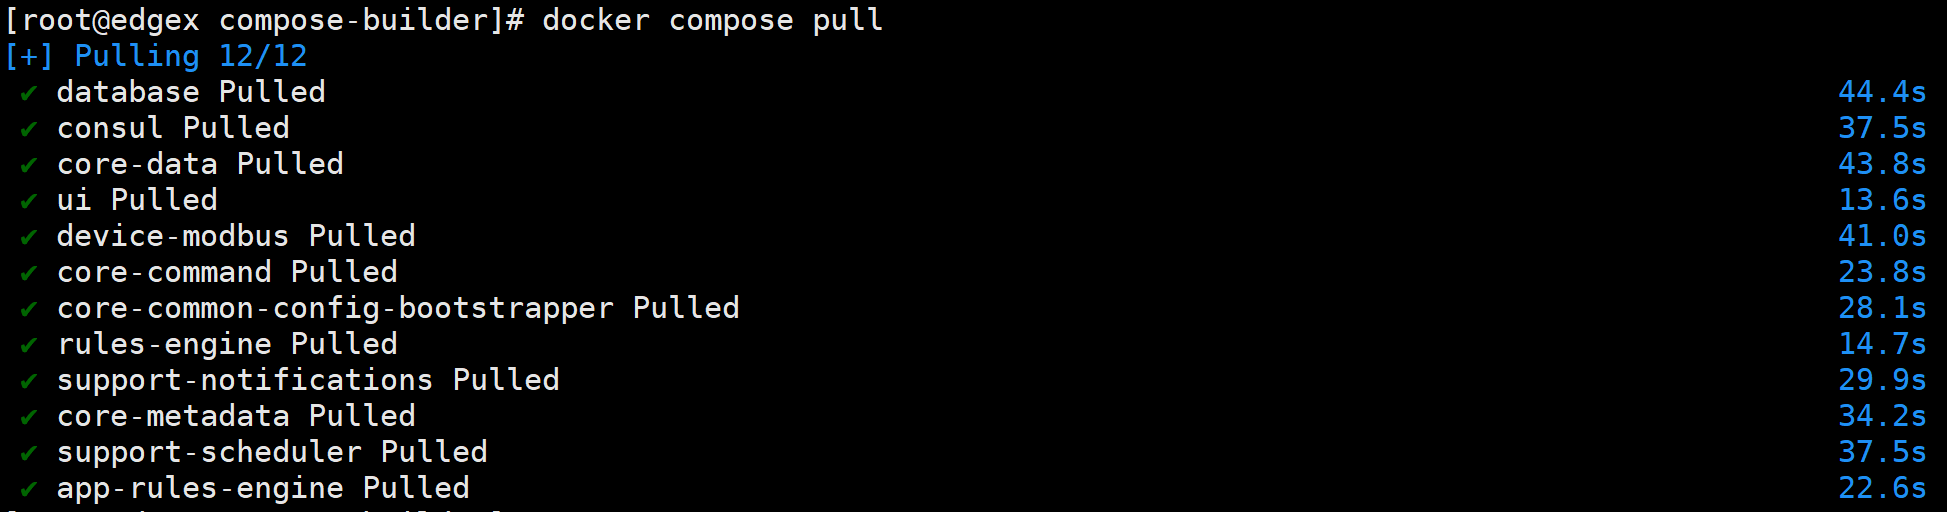 [root@edgex compose-builder]# docker compose pull
[+] Pulling 12/12
✔ database Pulled 44.4s
✔ consul Pulled 37.5s
✔ core-data Pulled 43.8s
✔ ui Pulled 13.6s
✔ device-modbus Pulled 41.0s
✔ core-command Pulled 23.8s
✔ core-common-config-bootstrapper Pulled 28.1s
✔ rules-engine Pulled 14.7s
✔ support-notifications Pulled 29.9s
✔ core-metadata Pulled 34.2s
✔ support-scheduler Pulled 37.5s
✔ app-rules-engine Pulled 22.6s